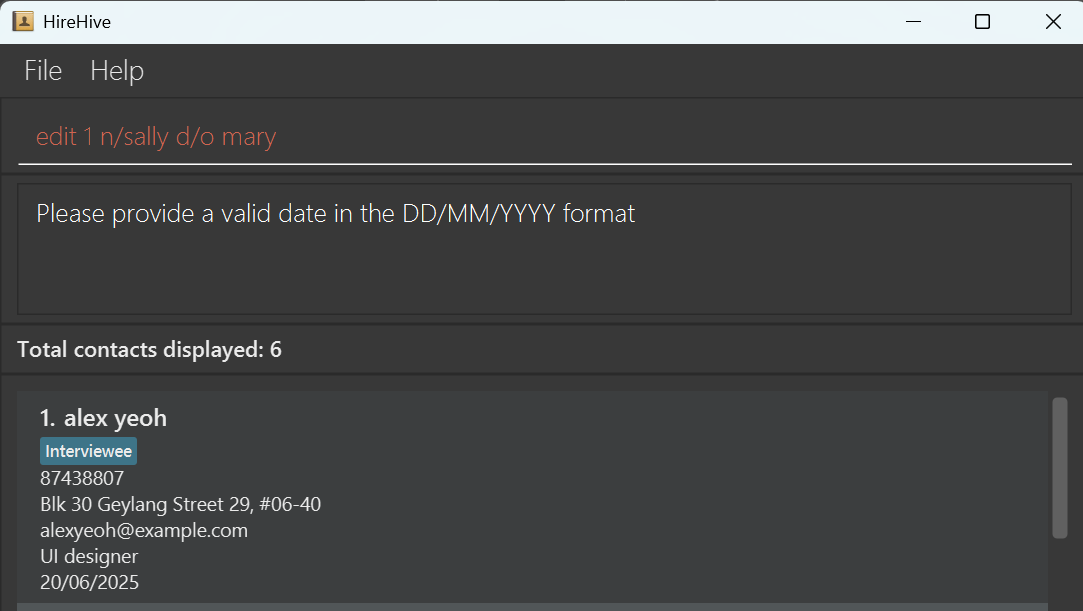 HireHive
File Help
edit 1 n/sally d/o mary
Please provide a valid date in the DD/MM/YYYY format
Total contacts displayed: 6
1. alex yeoh
Interviewee
87438807
Blk 30 Geylang Street 29, #06-40
alexyeoh@example.com
UI designer
20/06/2025